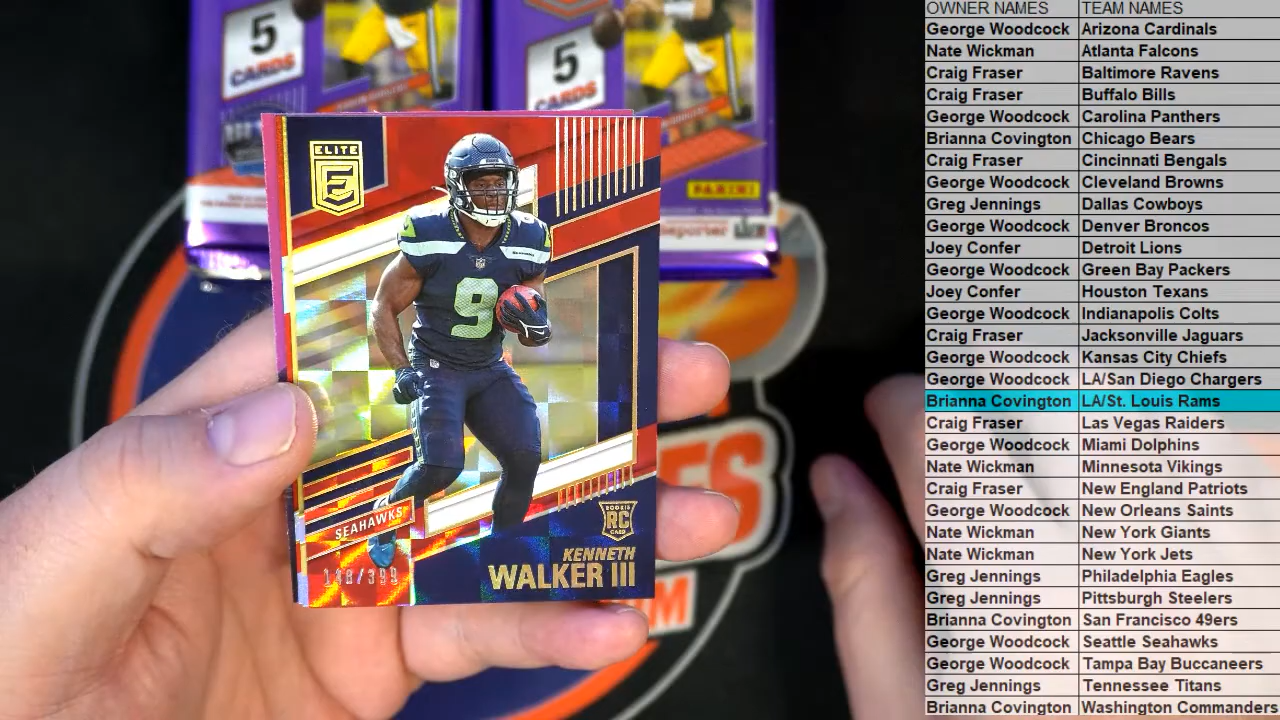 5
CARDS
5
CARDS
PANINI
ELITE
E
9
9
SEAHAWKS
ROOKIE
RC
CARD
KENNETH
WALKER III
148/399
OWNER NAMES TEAM NAMES
George Woodcock Arizona Cardinals
Nate Wickman Atlanta Falcons
Craig Fraser Baltimore Ravens
Craig Fraser Buffalo Bills
George Woodcock Carolina Panthers
Brianna Covington Chicago Bears
Craig Fraser Cincinnati Bengals
George Woodcock Cleveland Browns
Greg Jennings Dallas Cowboys
George Woodcock Denver Broncos
Joey Confer Detroit Lions
George Woodcock Green Bay Packers
Joey Confer Houston Texans
George Woodcock Indianapolis Colts
Craig Fraser Jacksonville Jaguars
George Woodcock Kansas City Chiefs
George Woodcock LA/San Diego Chargers
Brianna Covington LA/St. Louis Rams
Craig Fraser Las Vegas Raiders
George Woodcock Miami Dolphins
Nate Wickman Minnesota Vikings
Craig Fraser New England Patriots
George Woodcock New Orleans Saints
Nate Wickman New York Giants
Nate Wickman New York Jets
Greg Jennings Philadelphia Eagles
Greg Jennings Pittsburgh Steelers
Brianna Covington San Francisco 49ers
George Woodcock Seattle Seahawks
George Woodcock Tampa Bay Buccaneers
Greg Jennings Tennessee Titans
Brianna Covington Washington Commanders